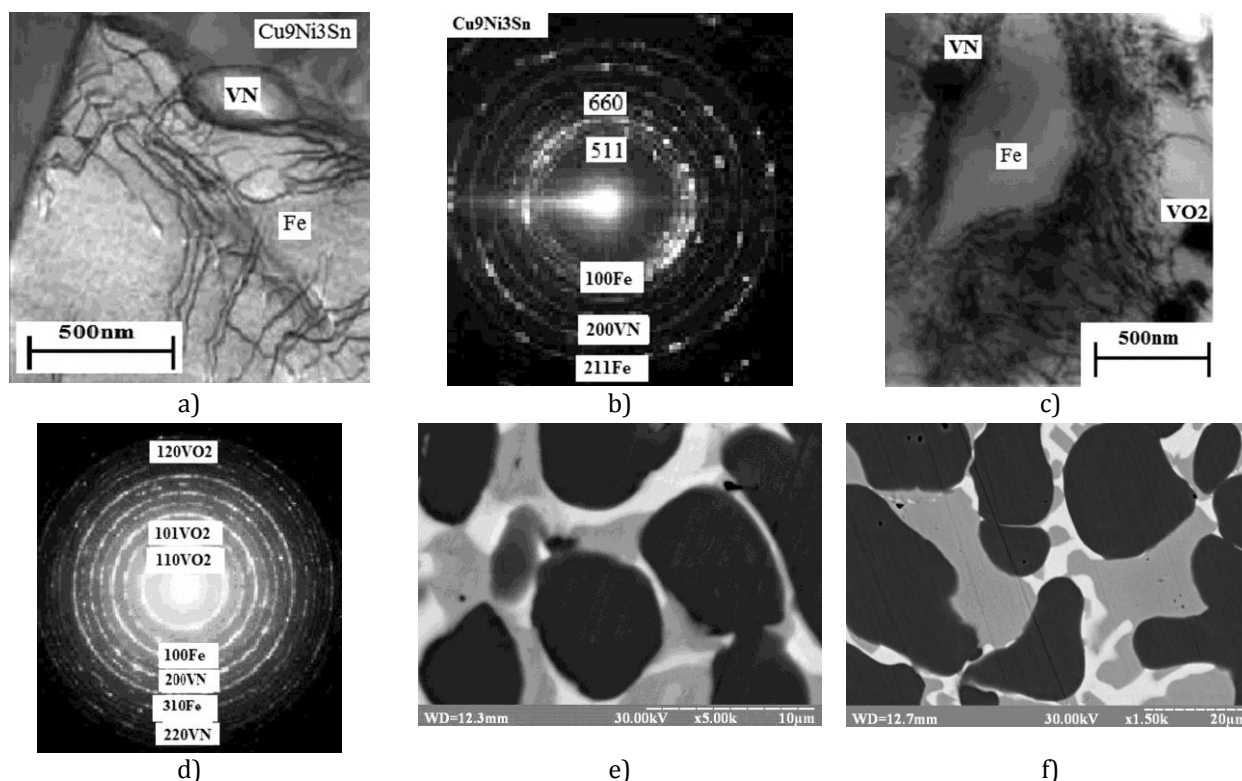 Cu9Ni3Sn
VN
Fe
500nm
a)
Cu9Ni3Sn
660
511
100Fe
200VN
211Fe
b)
VN
Fe
VO2
500nm
c)
120VO2
101VO2
110VO2
100Fe
200VN
310Fe
220VN
d)
WD=12.3mm 30.00kV x5.00k 10µm
e)
WD=12.7mm 30.00kV x1.50k 20µm
f)